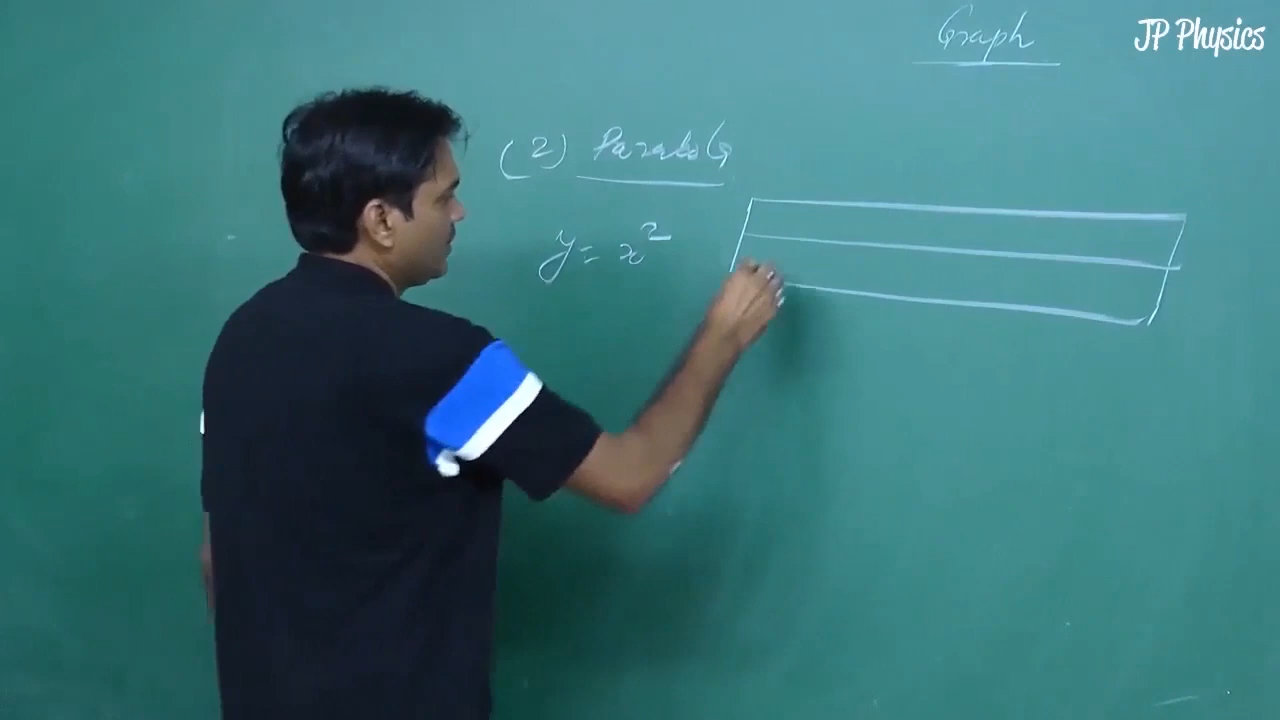 Graph
JP Physics
(2) Parabola
y = x²